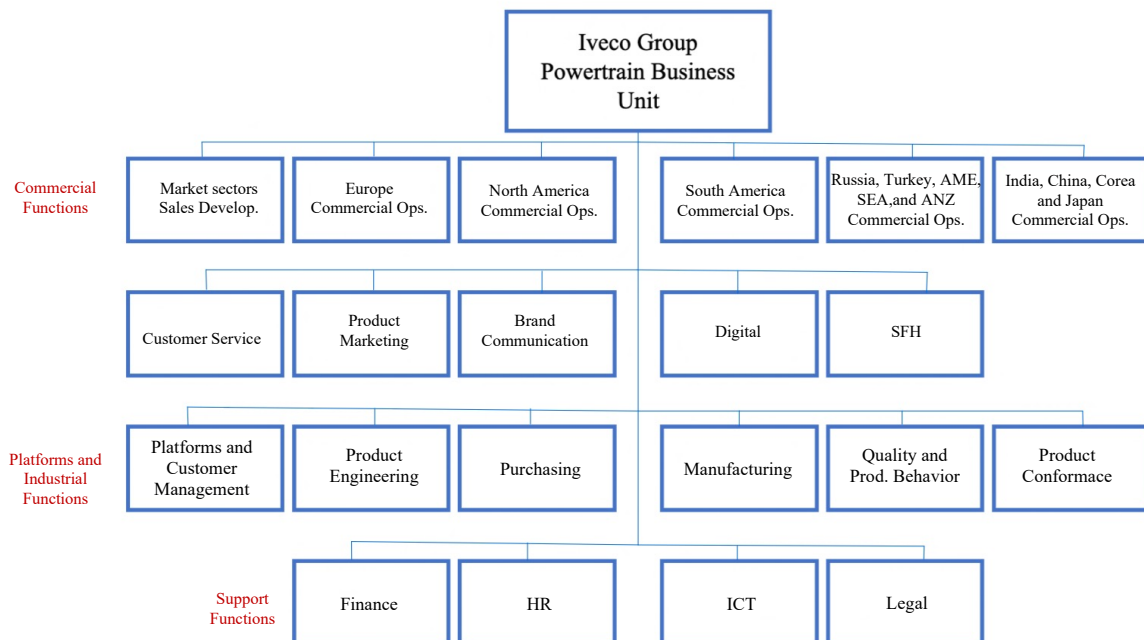 Iveco Group
Powertrain Business
Unit
Commercial
Functions
Market sectors
Sales Develop.
Europe
Commercial Ops.
North America
Commercial Ops.
South America
Commercial Ops.
Russia, Turkey, AME,
SEA,and ANZ
Commercial Ops.
India, China, Corea
and Japan
Commercial Ops.
Customer Service
Product
Marketing
Brand
Communication
Digital
SFH
Platforms and
Industrial
Functions
Platforms and
Customer
Management
Product
Engineering
Purchasing
Manufacturing
Quality and
Prod. Behavior
Product
Conformace
Support
Functions
Finance
HR
ICT
Legal